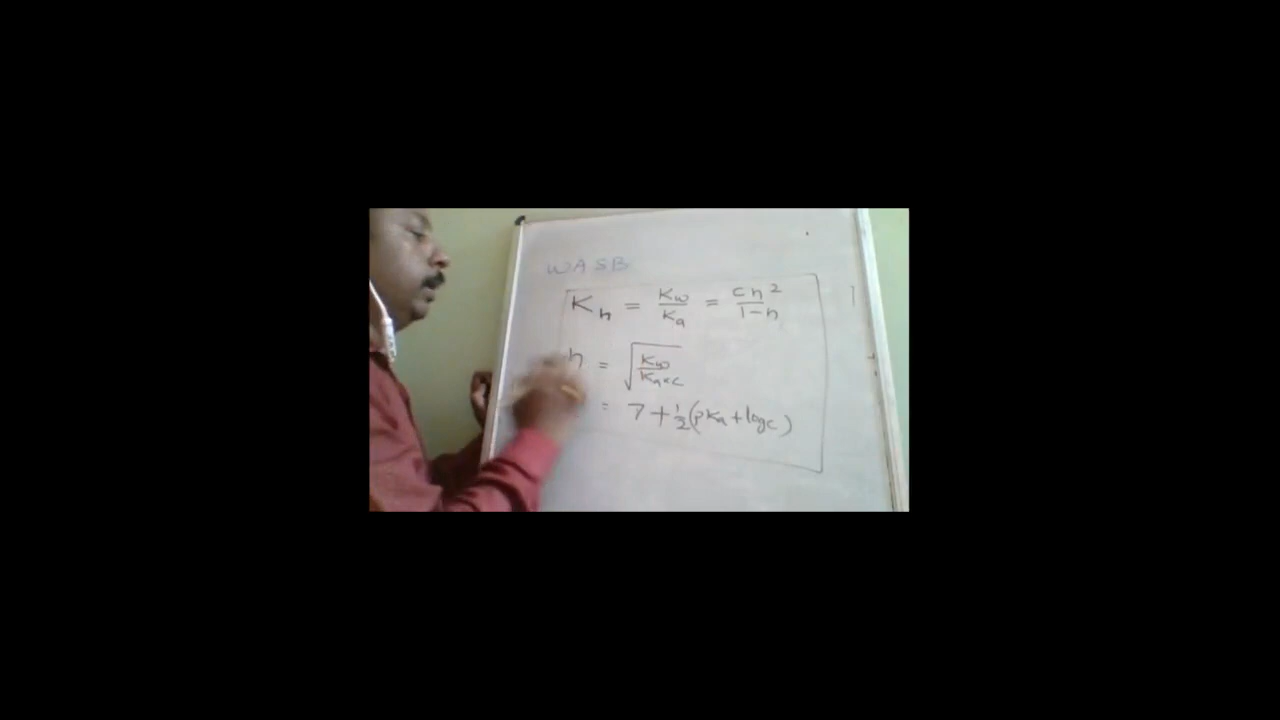 WASB
Kh = Kw/Ka = Ch²/1-h
h = √(Kw/Ka×C)
= 7+½(pKa+logC)